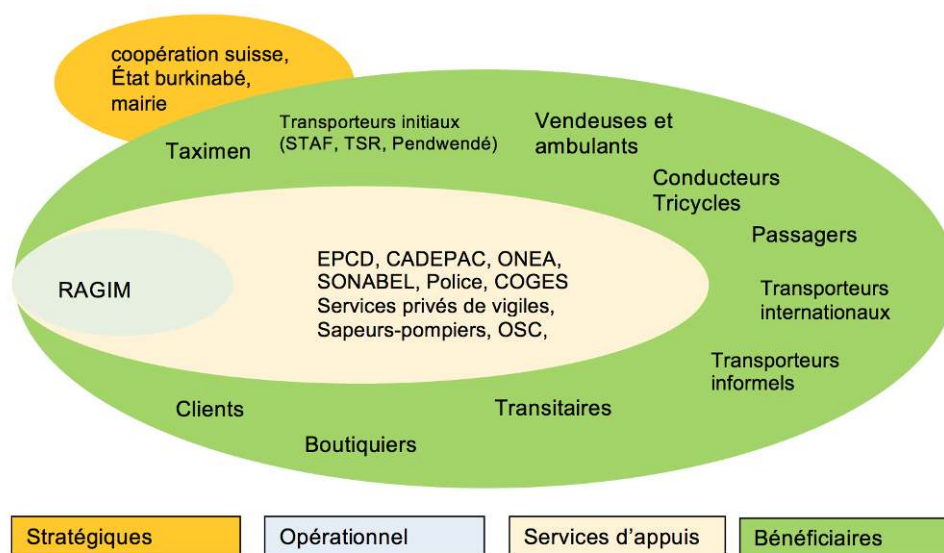 coopération suisse,
État burkinabé,
mairie
Taximen
Transporteurs initiaux
(STAF, TSR, Pendwendé)
Vendeuses et
ambulants
Conducteurs
Tricycles
Passagers
Transporteurs
internationaux
Transporteurs
informels
RAGIM
EPCD, CADEPAC, ONEA,
SONABEL, Police, COGES
Services privés de vigiles,
Sapeurs-pompiers, OSC,
Clients
Boutiquiers
Transitaires
Stratégiques
Opérationnel
Services d'appuis
Bénéficiaires